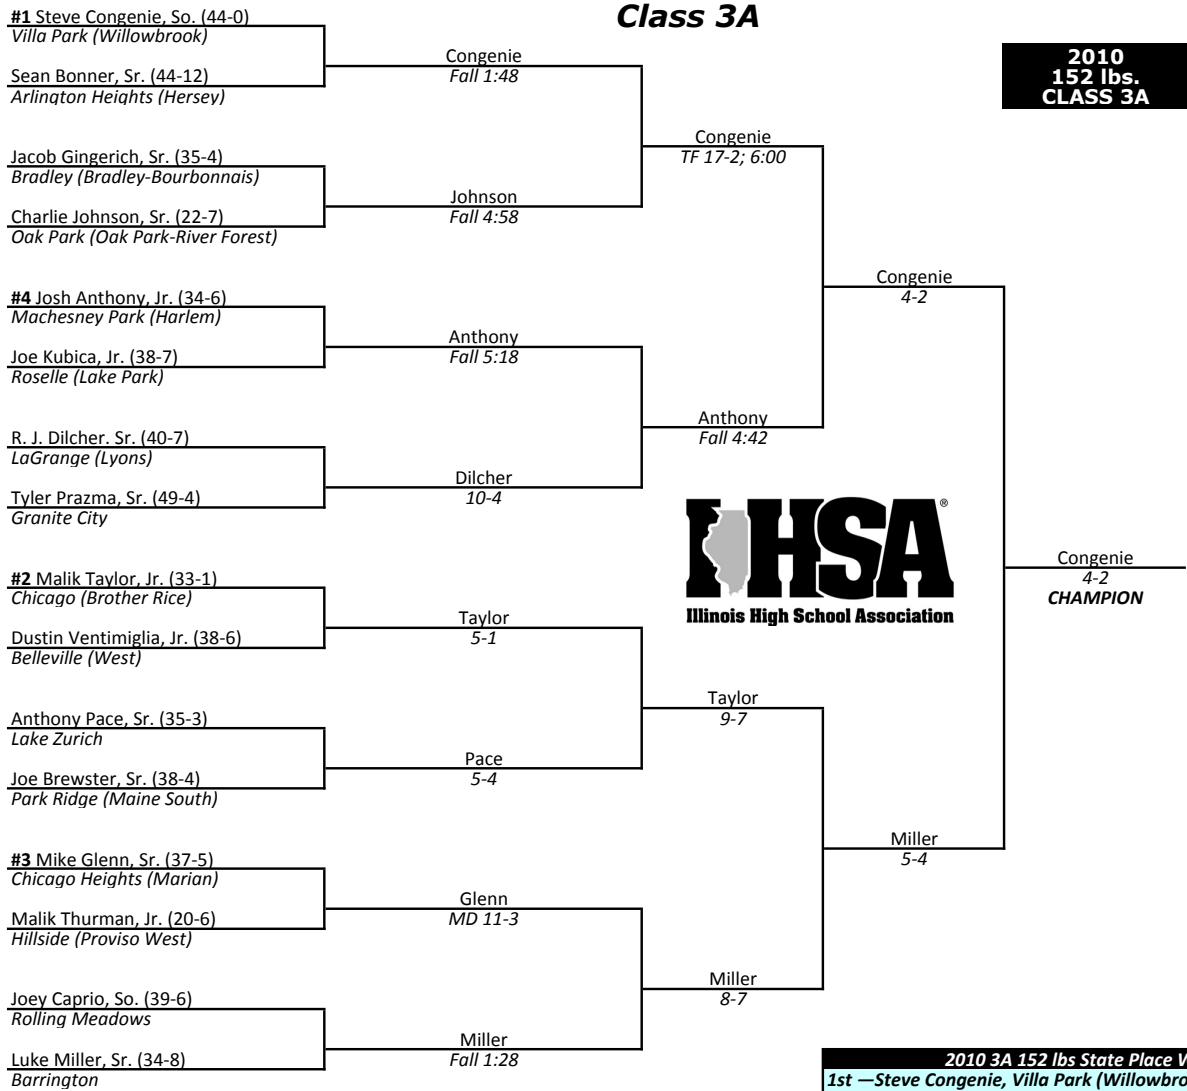 Class 3A
2010
152 lbs.
CLASS 3A
#1 Steve Congenie, So. (44-0)
Villa Park (Willowbrook)
Sean Bonner, Sr. (44-12)
Arlington Heights (Hersey)
Jacob Gingerich, Sr. (35-4)
Bradley (Bradley-Bourbonnais)
Charlie Johnson, Sr. (22-7)
Oak Park (Oak Park-River Forest)
#4 Josh Anthony, Jr. (34-6)
Machesney Park (Harlem)
Joe Kubica, Jr. (38-7)
Roselle (Lake Park)
R. J. Dilcher. Sr. (40-7)
LaGrange (Lyons)
Tyler Prazma, Sr. (49-4)
Granite City
#2 Malik Taylor, Jr. (33-1)
Chicago (Brother Rice)
Dustin Ventimiglia, Jr. (38-6)
Belleville (West)
Anthony Pace, Sr. (35-3)
Lake Zurich
Joe Brewster, Sr. (38-4)
Park Ridge (Maine South)
#3 Mike Glenn, Sr. (37-5)
Chicago Heights (Marian)
Malik Thurman, Jr. (20-6)
Hillside (Proviso West)
Joey Caprio, So. (39-6)
Rolling Meadows
Luke Miller, Sr. (34-8)
Barrington
Congenie
Fall 1:48
Johnson
Fall 4:58
Anthony
Fall 5:18
Dilcher
10-4
Taylor
5-1
Pace
5-4
Glenn
MD 11-3
Miller
Fall 1:28
Congenie
TF 17-2; 6:00
Anthony
Fall 4:42
Taylor
9-7
Miller
8-7
Congenie
4-2
Miller
5-4
IHSA®
Illinois High School Association
Congenie
4-2
CHAMPION
2010 3A 152 lbs State Place W
1st —Steve Congenie, Villa Park (Willowbro